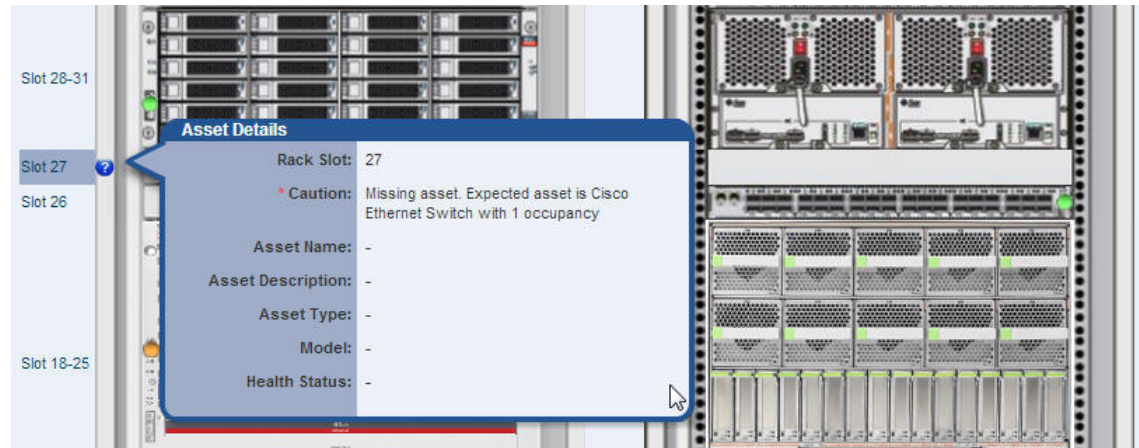 Slot 28-31
Asset Details
Slot 27
Rack Slot: 27
* Caution: Missing asset. Expected asset is Cisco
Ethernet Switch with 1 occupancy
Slot 26
Asset Name: -
Asset Description: -
Asset Type: -
Model: -
Slot 18-25
Health Status: -